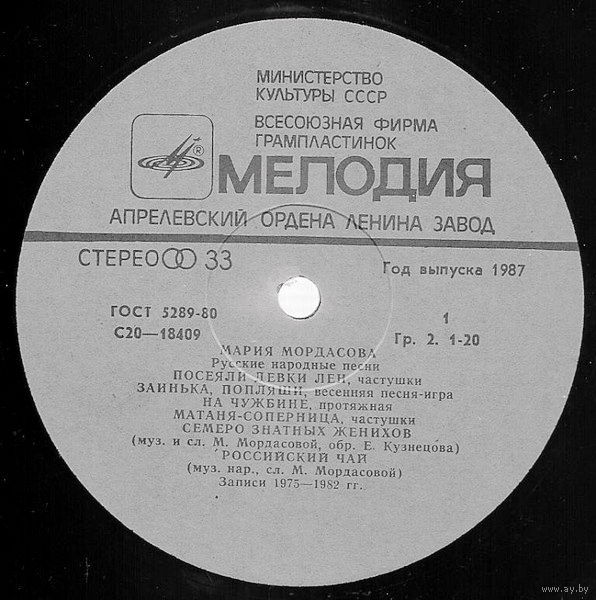 МИНИСТЕРСТВО
КУЛЬТУРЫ СССР
ВСЕСОЮЗНАЯ ФИРМА
ГРАМПЛАСТИНОК
®
МЕЛОДИЯ
АПРЕЛЕВСКИЙ ОРДЕНА ЛЕНИНА ЗАВОД
СТЕРЕО 33
Год выпуска 1987
ГОСТ 5289-80
С20—18409
1
Гр. 2. 1-20
МАРИЯ МОРДАСОВА
Русские народные песни
ПОСЕЯЛИ ДЕВКИ ЛЕН, частушки
ЗАИНЬКА, ПОПЛЯШИ, весенняя песня-игра
НА ЧУЖБИНЕ, протяжная
МАТАНЯ-СОПЕРНИЦА, частушки
СЕМЕРО ЗНАТНЫХ ЖЕНИХОВ
(муз. и сл. М. Мордасовой, обр. Е. Кузнецова)
РОССИЙСКИЙ ЧАЙ
(муз. нар., сл. М. Мордасовой)
Записи 1975—1982 гг.
www.ay.by